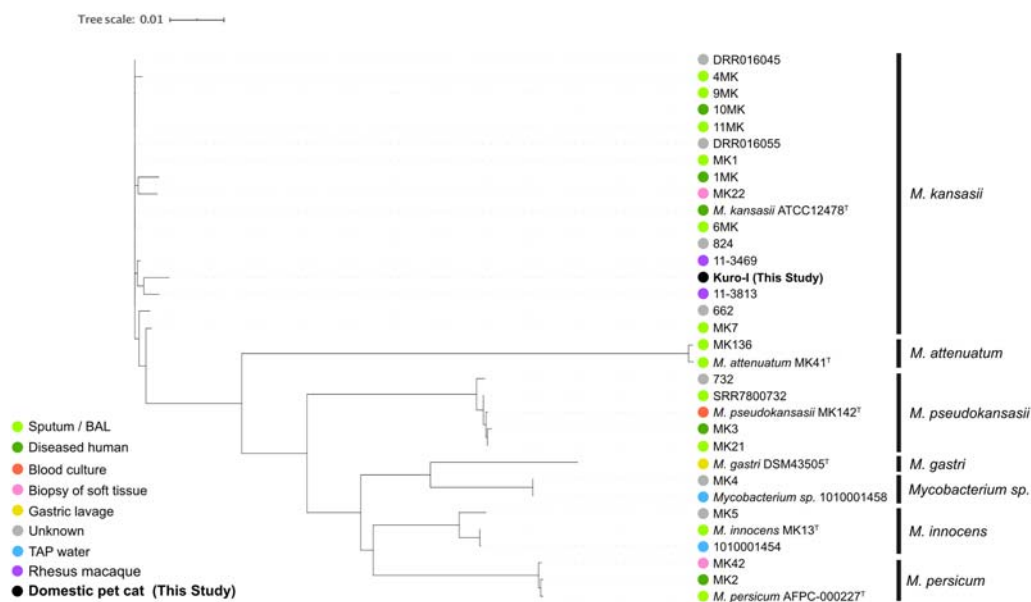 Tree scale: 0.01
DRR016045
4MK
9MK
10MK
11MK
DRR016055
MK1
1MK
MK22
M. kansasii ATCC12478ᵀ
6MK
824
11-3469
Kuro-I (This Study)
11-3813
662
MK7
M. kansasii
MK136
M. attenuatum MK41ᵀ
M. attenuatum
732
SRR7800732
M. pseudokansasii MK142ᵀ
MK3
MK21
M. pseudokansasii
M. gastri DSM43505ᵀ
M. gastri
MK4
Mycobacterium sp. 1010001458
Mycobacterium sp.
MK5
M. innocens MK13ᵀ
1010001454
M. innocens
MK42
MK2
M. persicum AFPC-000227ᵀ
M. persicum
Sputum / BAL
Diseased human
Blood culture
Biopsy of soft tissue
Gastric lavage
Unknown
TAP water
Rhesus macaque
Domestic pet cat (This Study)